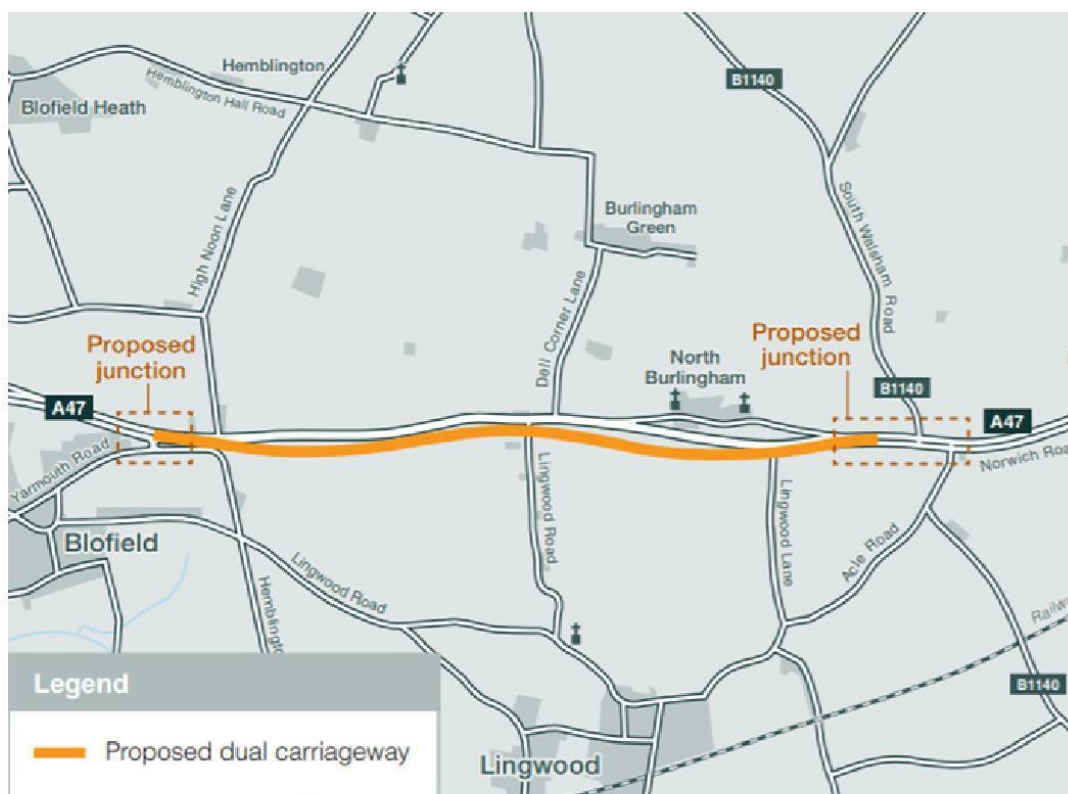 Hemblington
B1140
Hemblington Hall Road
Blofield Heath
High Noon Lane
Burlingham
Green
South Walsham Road
Dell Corner Lane
Proposed
junction
Proposed
junction
North
Burlingham
B1140
A47
A47
Yarmouth Road
Norwich Roa
Blofield
Lingwood Road
Lingwood Lane
Acle Road
Lingwood Road
Hemblington
Railwa
B1140
Legend
Proposed dual carriageway
Lingwood